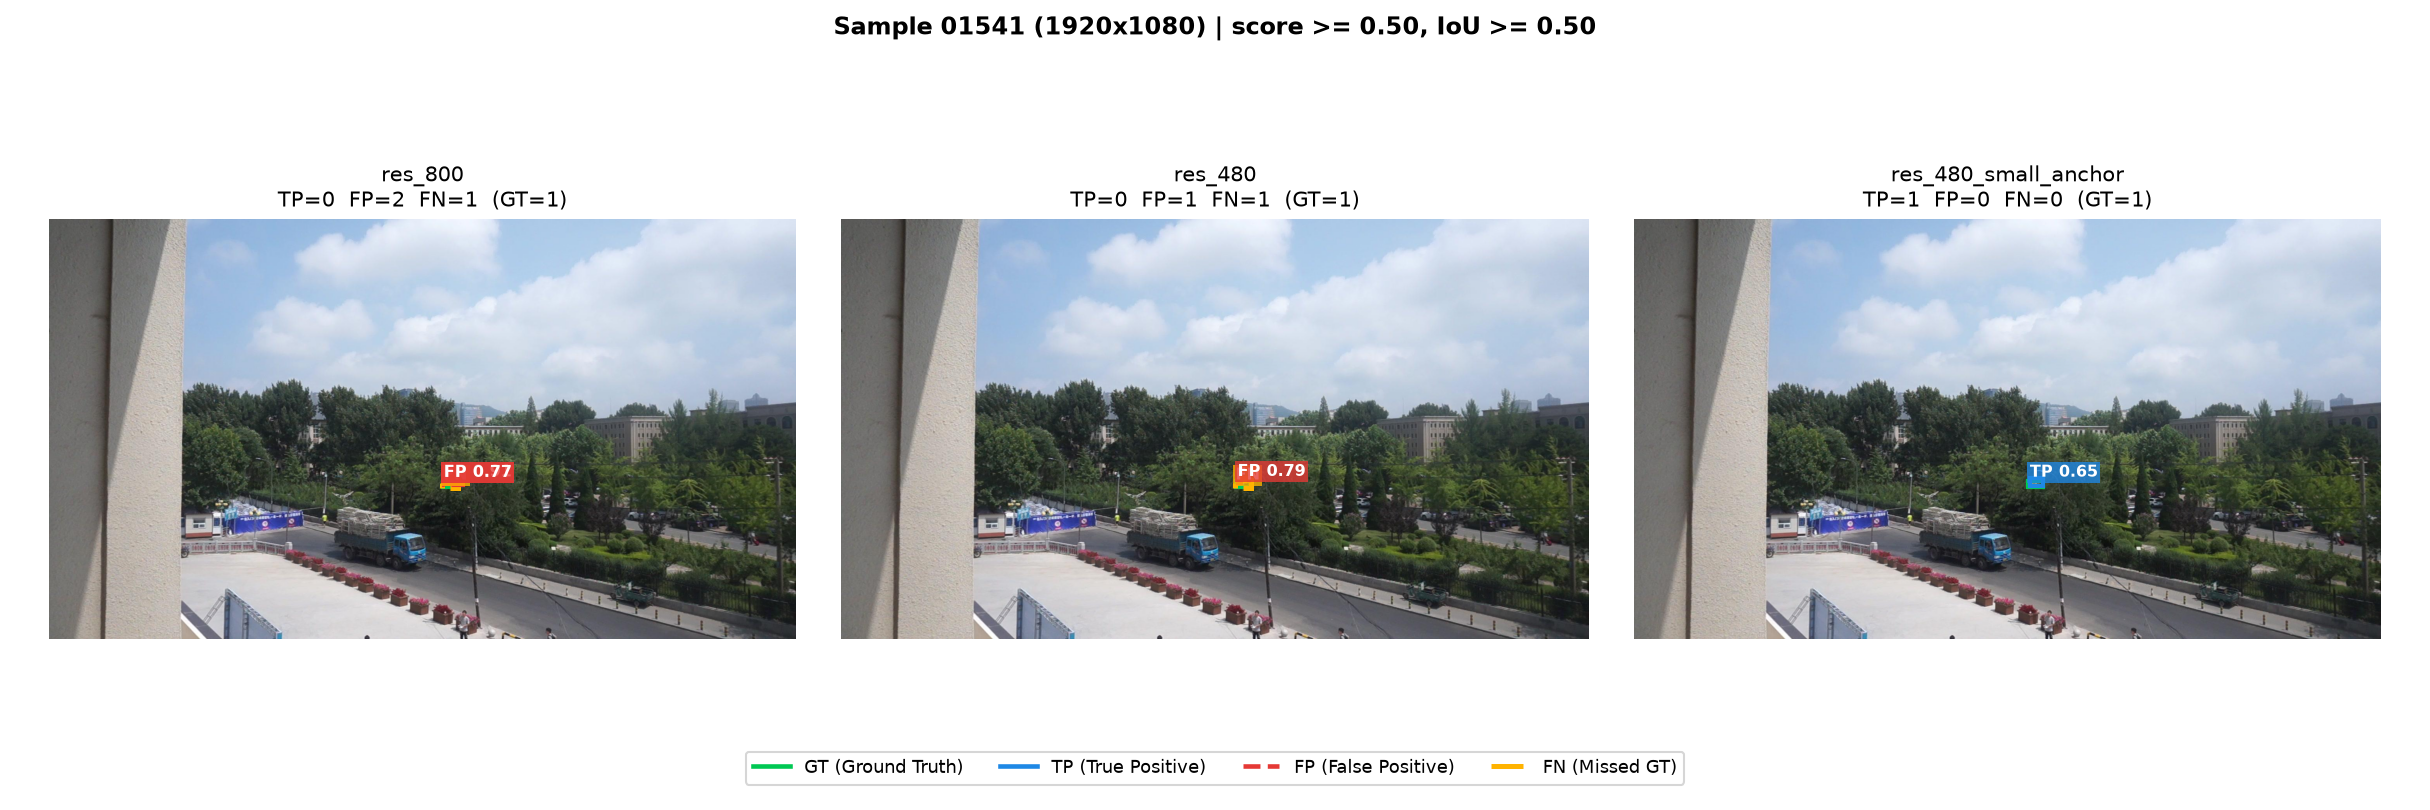 Sample 01541 (1920x1080) | score >= 0.50, IoU >= 0.50
res_800
TP=0 FP=2 FN=1 (GT=1)
res_480
TP=0 FP=1 FN=1 (GT=1)
res_480_small_anchor
TP=1 FP=0 FN=0 (GT=1)
FP 0.77
FP 0.79
TP 0.65
GT (Ground Truth)
TP (True Positive)
FP (False Positive)
FN (Missed GT)